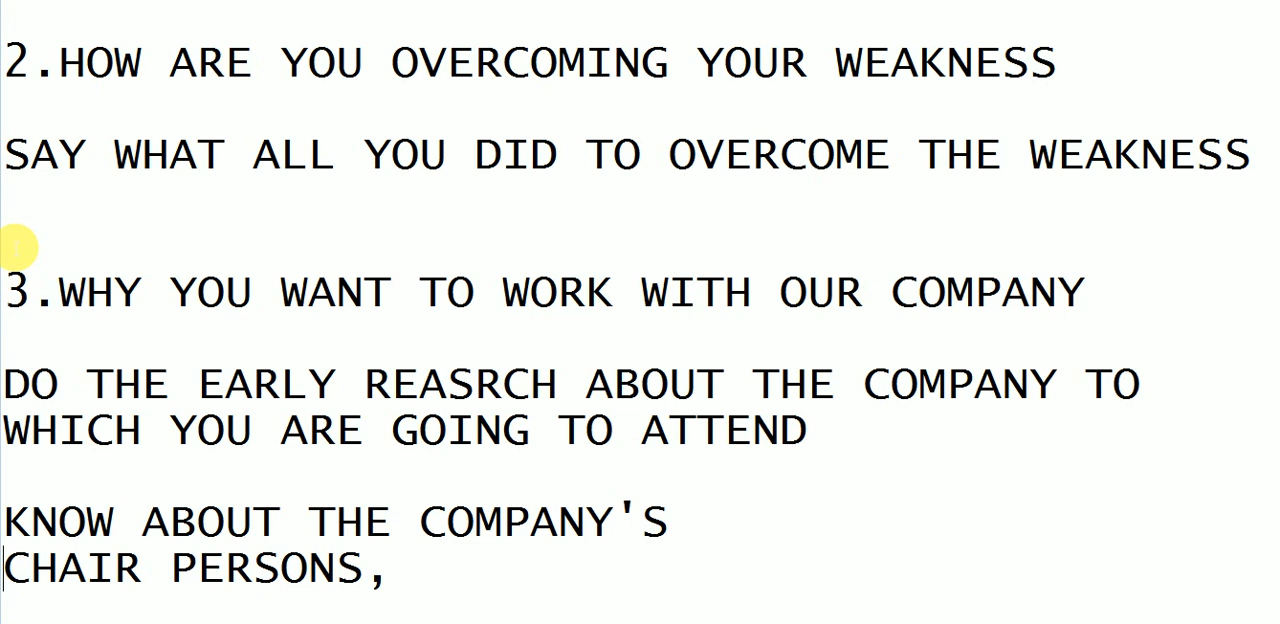 2.HOW ARE YOU OVERCOMING YOUR WEAKNESS
SAY WHAT ALL YOU DID TO OVERCOME THE WEAKNESS
3.WHY YOU WANT TO WORK WITH OUR COMPANY
DO THE EARLY REASRCH ABOUT THE COMPANY TO
WHICH YOU ARE GOING TO ATTEND
KNOW ABOUT THE COMPANY'S
CHAIR PERSONS,